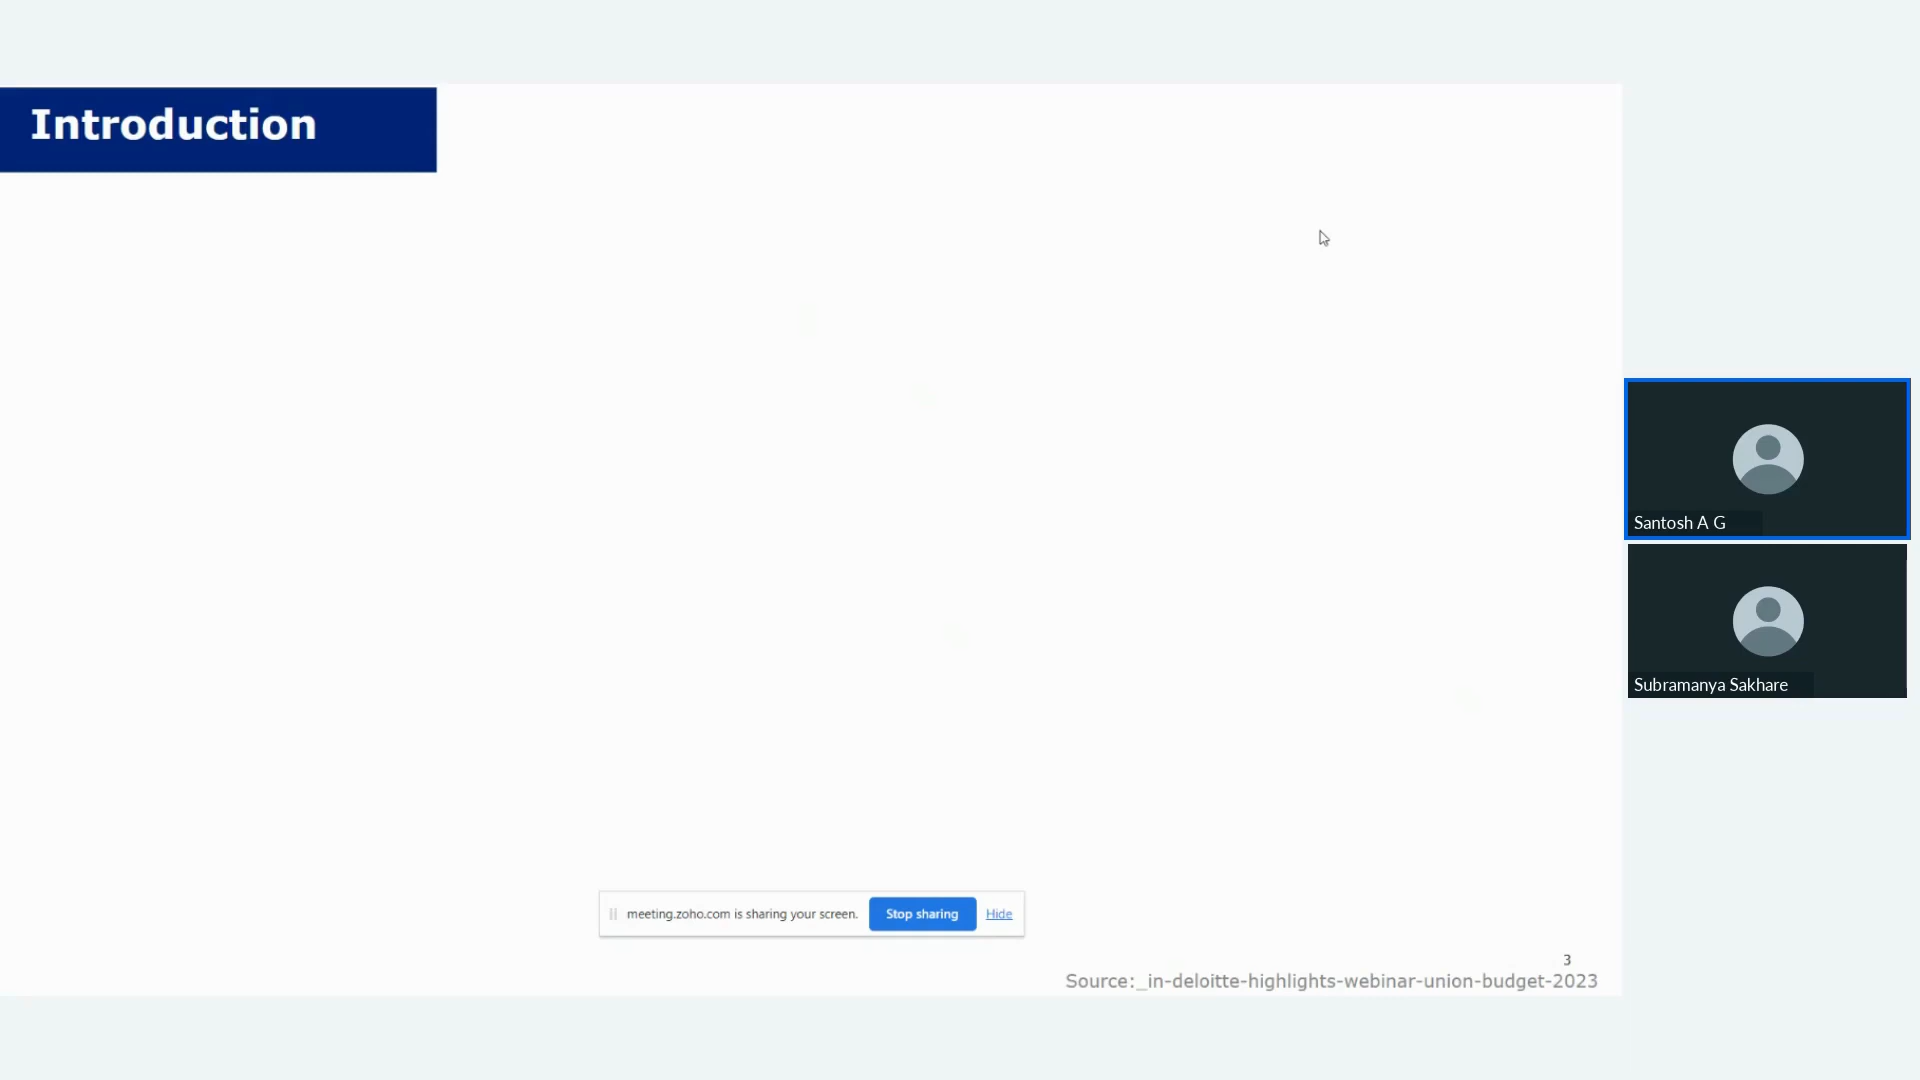 Introduction
Santosh A G
Subramanya Sakhare
meeting.zoho.com is sharing your screen. Stop sharing Hide
3
Source:_in-deloitte-highlights-webinar-union-budget-2023